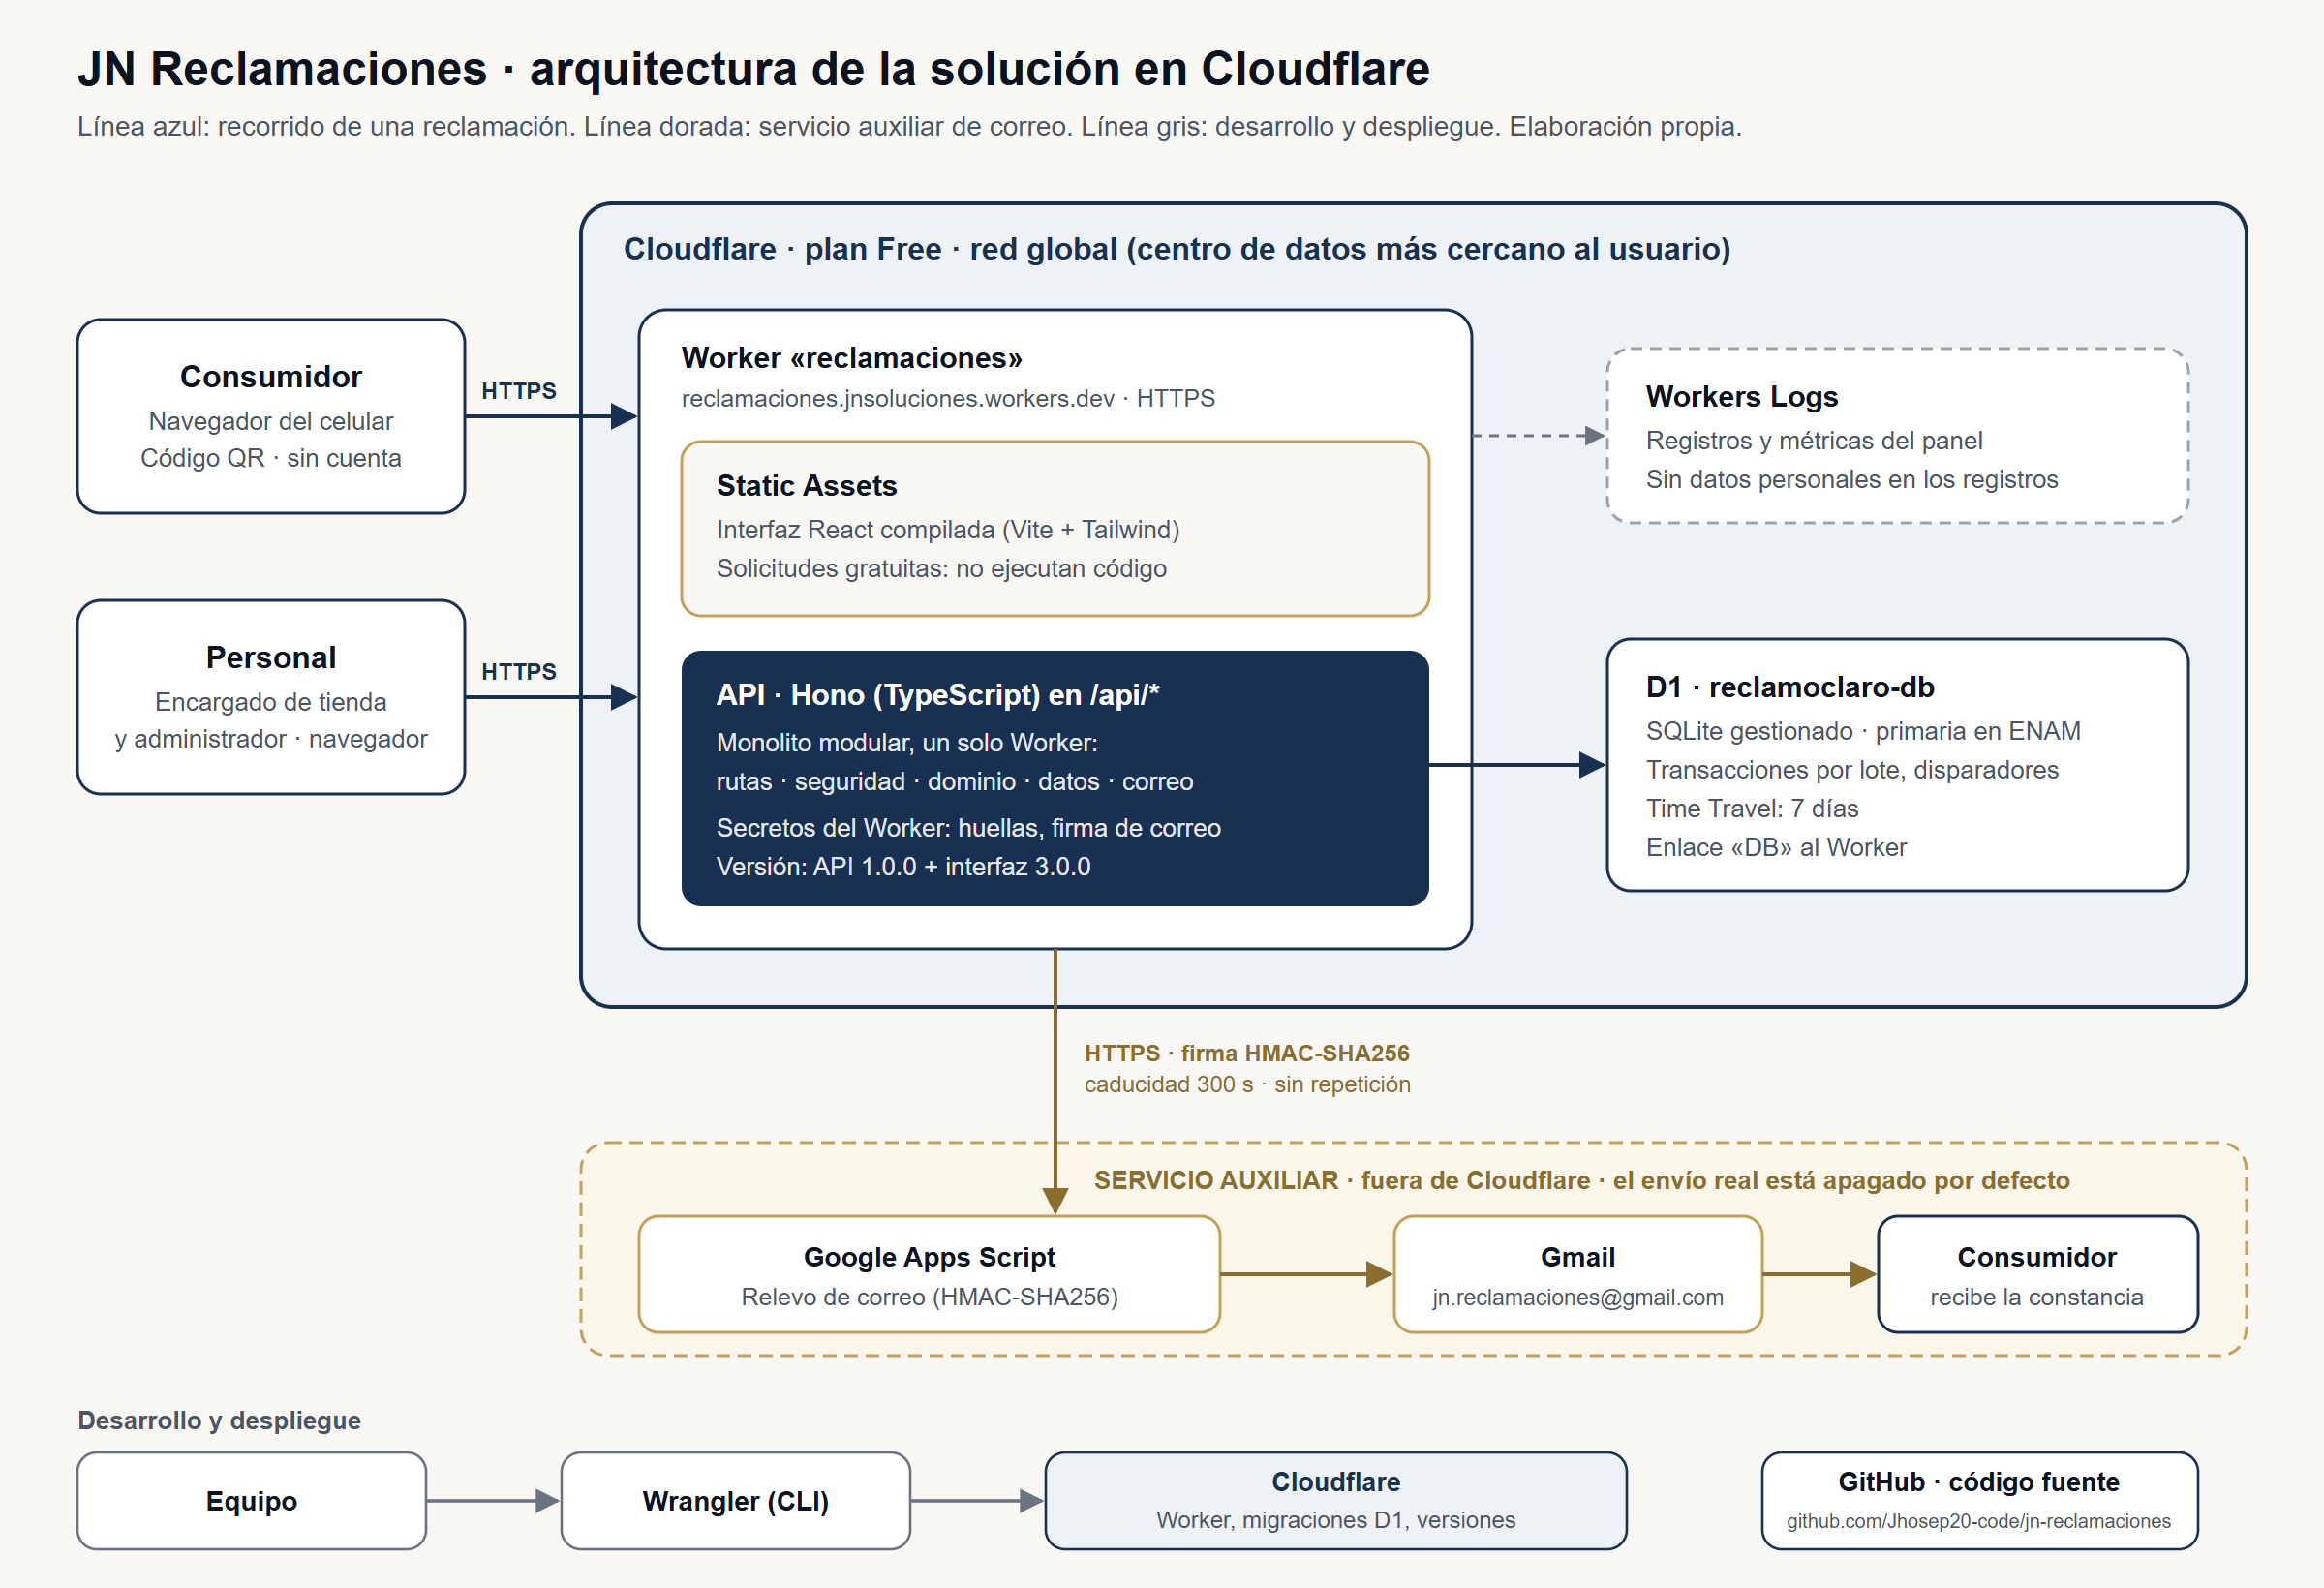 JN Reclamaciones · arquitectura de la solución en Cloudflare
Línea azul: recorrido de una reclamación. Línea dorada: servicio auxiliar de correo. Línea gris: desarrollo y despliegue. Elaboración propia.
Cloudflare · plan Free · red global (centro de datos más cercano al usuario)
Consumidor
Navegador del celular
Código QR · sin cuenta
HTTPS
Personal
Encargado de tienda
y administrador · navegador
HTTPS
Worker «reclamaciones»
reclamaciones.jnsoluciones.workers.dev · HTTPS
Static Assets
Interfaz React compilada (Vite + Tailwind)
Solicitudes gratuitas: no ejecutan código
API · Hono (TypeScript) en /api/*
Monolito modular, un solo Worker:
rutas · seguridad · dominio · datos · correo
Secretos del Worker: huellas, firma de correo
Versión: API 1.0.0 + interfaz 3.0.0
Workers Logs
Registros y métricas del panel
Sin datos personales en los registros
D1 · reclamoclaro-db
SQLite gestionado · primaria en ENAM
Transacciones por lote, disparadores
Time Travel: 7 días
Enlace «DB» al Worker
HTTPS · firma HMAC-SHA256
caducidad 300 s · sin repetición
SERVICIO AUXILIAR · fuera de Cloudflare · el envío real está apagado por defecto
Google Apps Script
Relevo de correo (HMAC-SHA256)
Gmail
jn.reclamaciones@gmail.com
Consumidor
recibe la constancia
Desarrollo y despliegue
Equipo
Wrangler (CLI)
Cloudflare
Worker, migraciones D1, versiones
GitHub · código fuente
github.com/Jhosep20-code/jn-reclamaciones